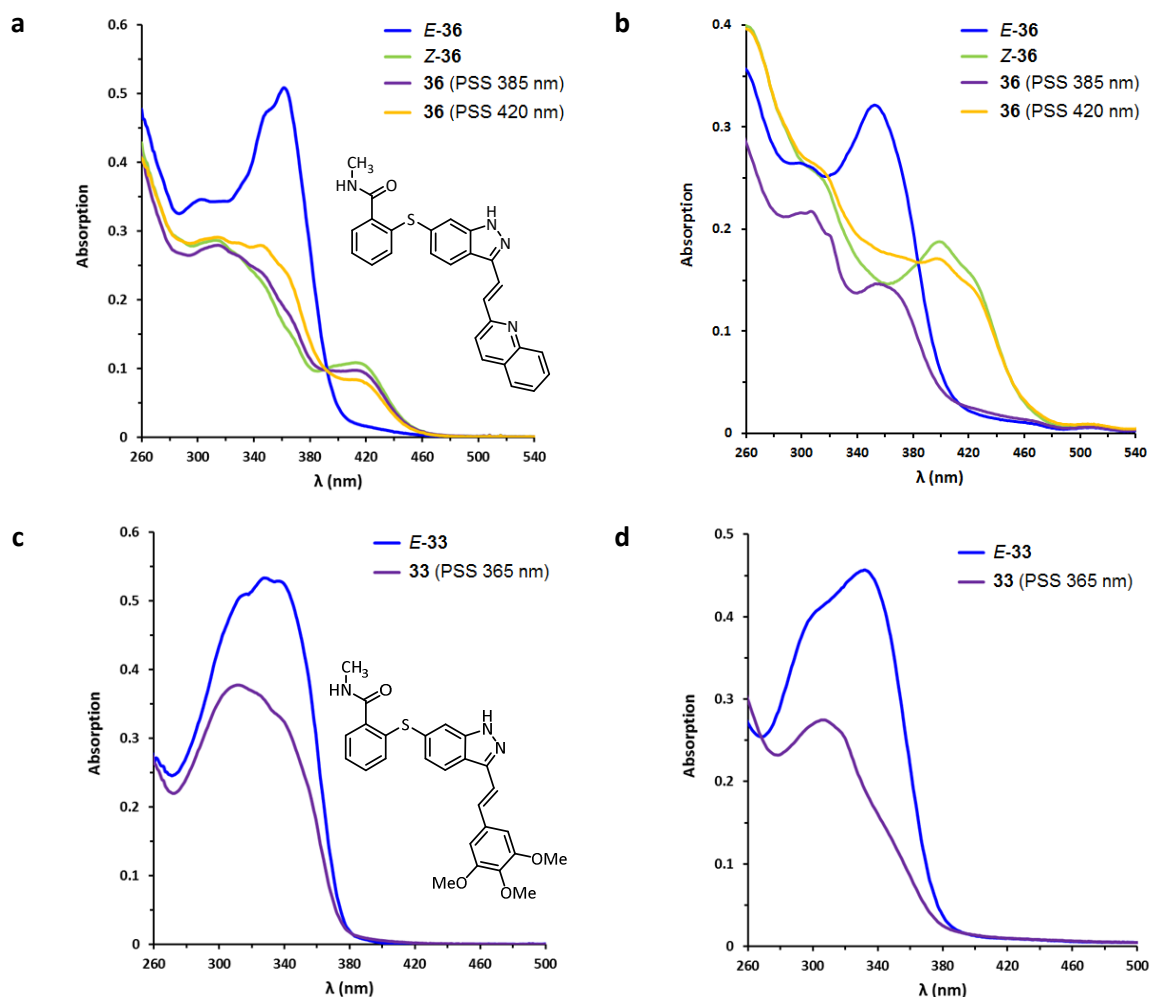 a
0.6
0.5
0.4
0.3
0.2
0.1
0
260 300 340 380 420 460 500 540
Absorption
λ (nm)
E-36
Z-36
36 (PSS 385 nm)
36 (PSS 420 nm)
CH3
HN
O
S
H
N
N
N
b
0.4
0.3
0.2
0.1
0
260 300 340 380 420 460 500 540
Absorption
λ (nm)
E-36
Z-36
36 (PSS 385 nm)
36 (PSS 420 nm)
c
0.6
0.5
0.4
0.3
0.2
0.1
0
260 300 340 380 420 460 500
Absorption
λ (nm)
E-33
33 (PSS 365 nm)
CH3
HN
O
S
H
N
N
OMe
MeO
OMe
d
0.5
0.4
0.3
0.2
0.1
0
260 300 340 380 420 460 500
Absorption
λ (nm)
E-33
33 (PSS 365 nm)